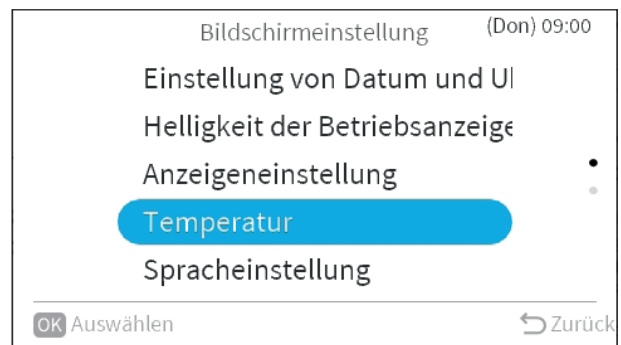 Bildschirmeinstellung (Don) 09:00
Einstellung von Datum und U
Helligkeit der Betriebsanzeige
Anzeigeneinstellung
Temperatur
Spracheinstellung
OK Auswählen Zurück